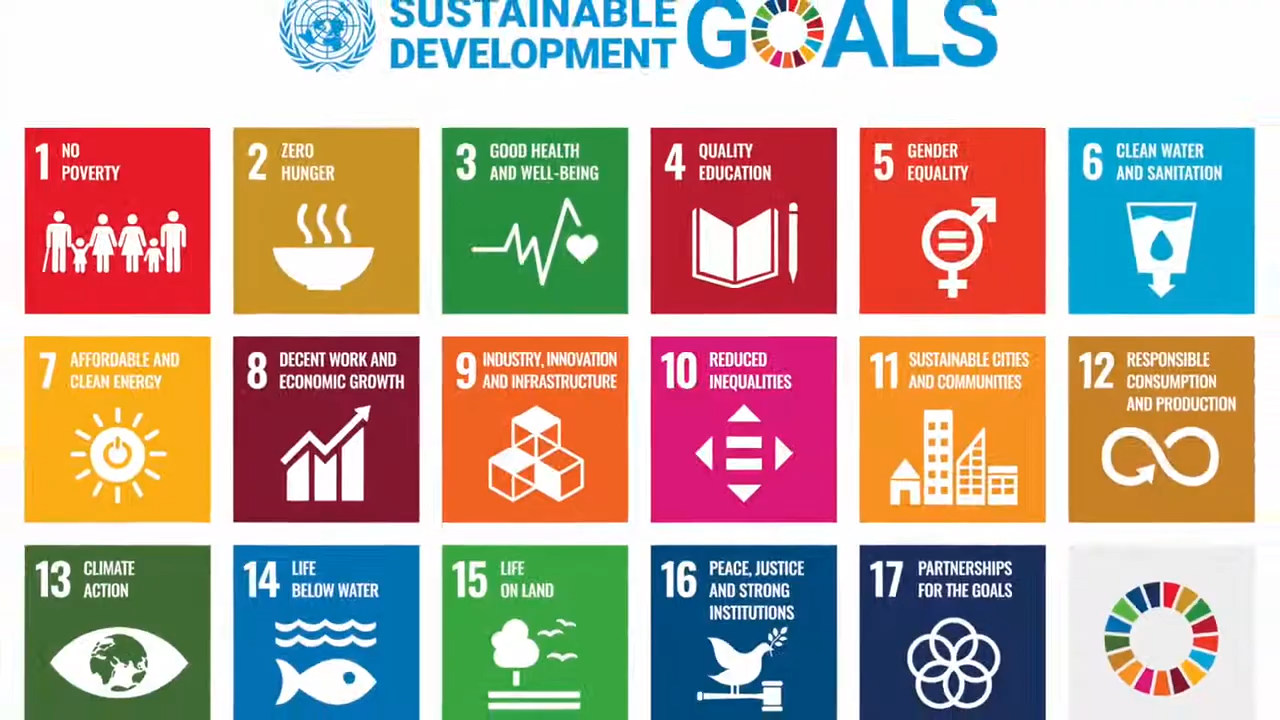 SUSTAINABLE
DEVELOPMENT
GOALS
1 NO
POVERTY
2 ZERO
HUNGER
3 GOOD HEALTH
AND WELL-BEING
4 QUALITY
EDUCATION
5 GENDER
EQUALITY
6 CLEAN WATER
AND SANITATION
7 AFFORDABLE AND
CLEAN ENERGY
8 DECENT WORK AND
ECONOMIC GROWTH
9 INDUSTRY, INNOVATION
AND INFRASTRUCTURE
10 REDUCED
INEQUALITIES
11 SUSTAINABLE CITIES
AND COMMUNITIES
12 RESPONSIBLE
CONSUMPTION
AND PRODUCTION
13 CLIMATE
ACTION
14 LIFE
BELOW WATER
15 LIFE
ON LAND
16 PEACE, JUSTICE
AND STRONG
INSTITUTIONS
17 PARTNERSHIPS
FOR THE GOALS